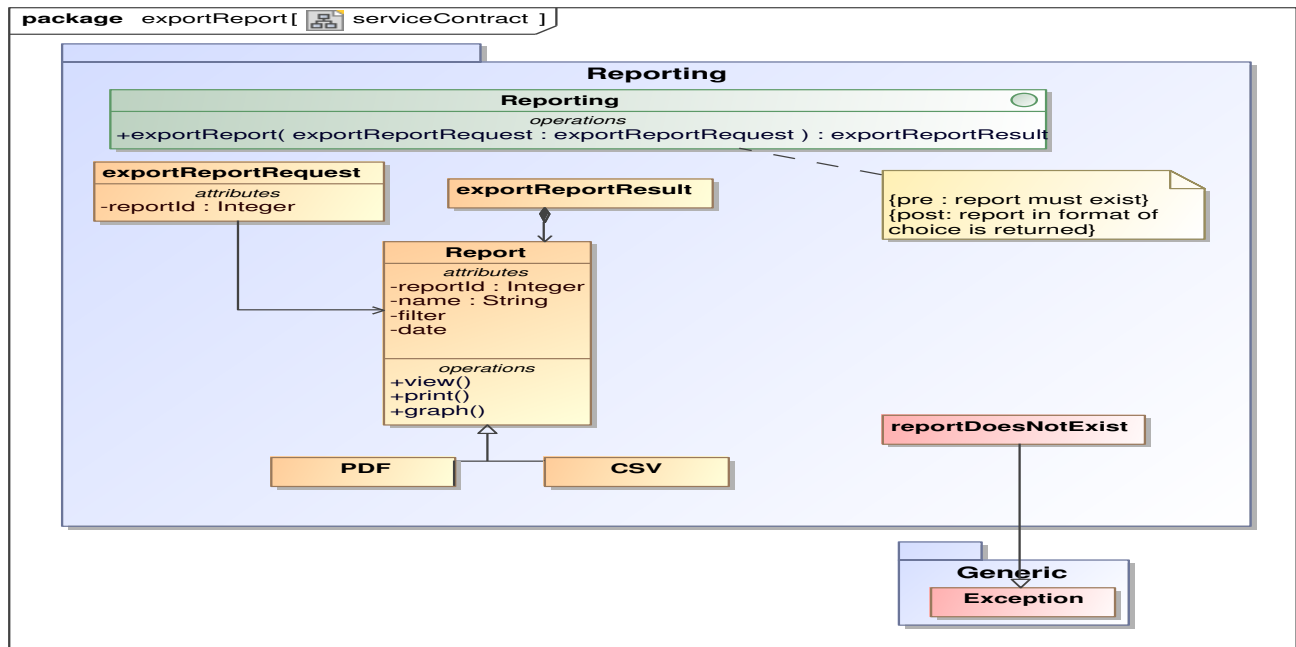 package exportReport[ serviceContract ]
Reporting
Reporting
operations
+exportReport( exportReportRequest : exportReportRequest ) : exportReportResult
exportReportRequest
attributes
-reportId : Integer
exportReportResult
{pre : report must exist}
{post: report in format of
choice is returned}
Report
attributes
-reportId : Integer
-name : String
-filter
-date
operations
+view()
+print()
+graph()
reportDoesNotExist
PDF
CSV
Generic
Exception